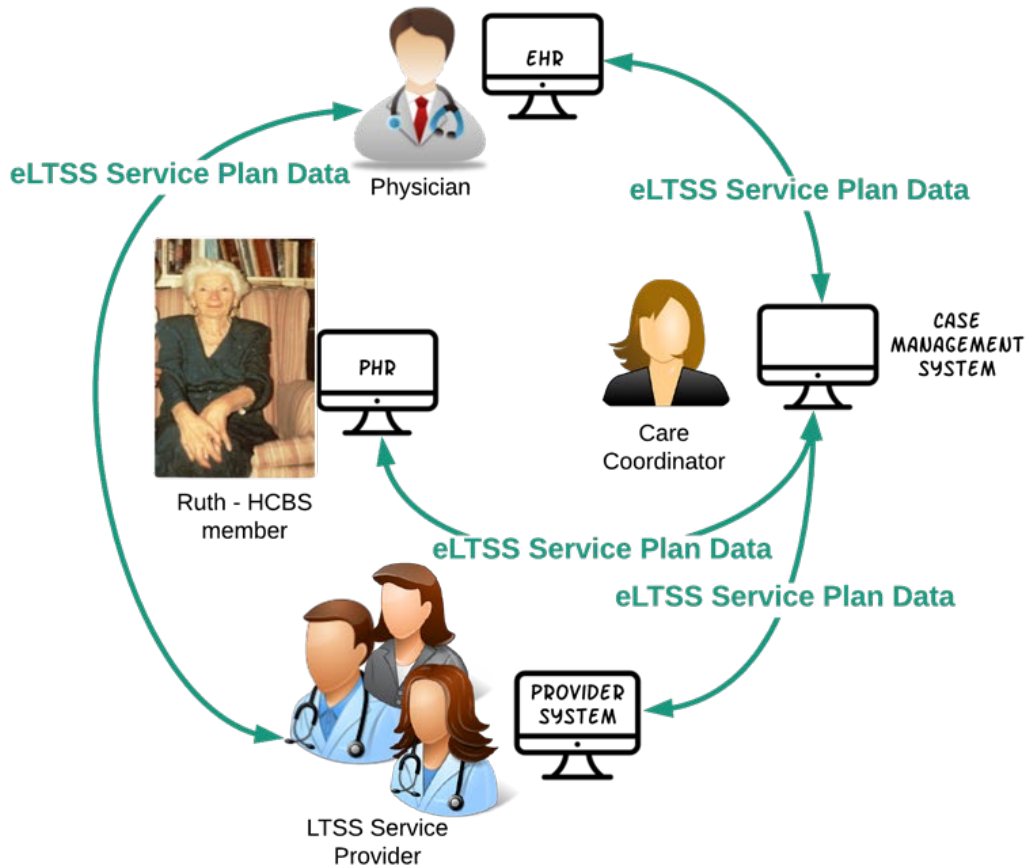 EHR
eLTSS Service Plan Data
Physician
eLTSS Service Plan Data
PHR
CASE
MANAGEMENT
SYSTEM
Care
Coordinator
Ruth - HCBS
member
eLTSS Service Plan Data
eLTSS Service Plan Data
PROVIDER
SYSTEM
LTSS Service
Provider